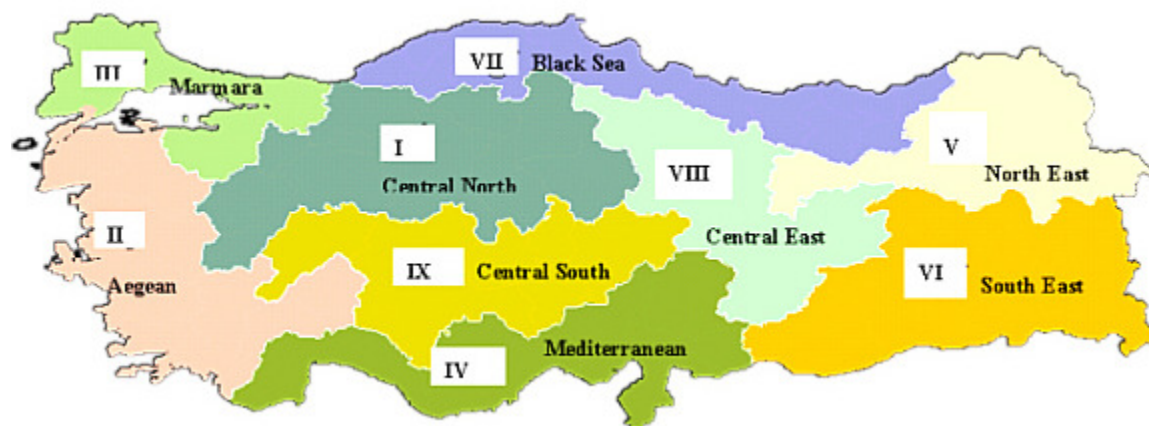 VII
Black Sea
III
Marmara
I
Central North
V
North East
VIII
II
Aegean
IX
Central South
Central East
VI
South East
Mediterranean
IV